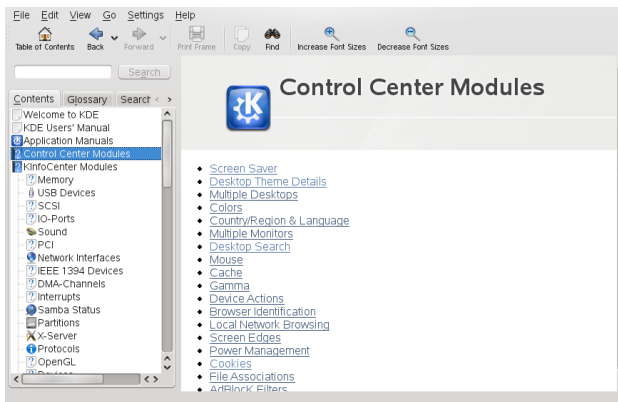 File Edit View Go Settings Help
Table of Contents Back Forward Print Frame Copy Find Increase Font Sizes Decrease Font Sizes
Search
Contents Glossary Search
Welcome to KDE
KDE Users' Manual
Application Manuals
Control Center Modules
KInfoCenter Modules
Memory
USB Devices
SCSI
IO-Ports
Sound
PCI
Network Interfaces
IEEE 1394 Devices
DMA-Channels
Interrupts
Samba Status
Partitions
X-Server
Protocols
OpenGL
Devices
Control Center Modules
Screen Saver
Desktop Theme Details
Multiple Desktops
Colors
Country/Region & Language
Multiple Monitors
Desktop Search
Mouse
Cache
Gamma
Device Actions
Browser Identification
Local Network Browsing
Screen Edges
Power Management
Cookies
File Associations
AdBlocK Filters